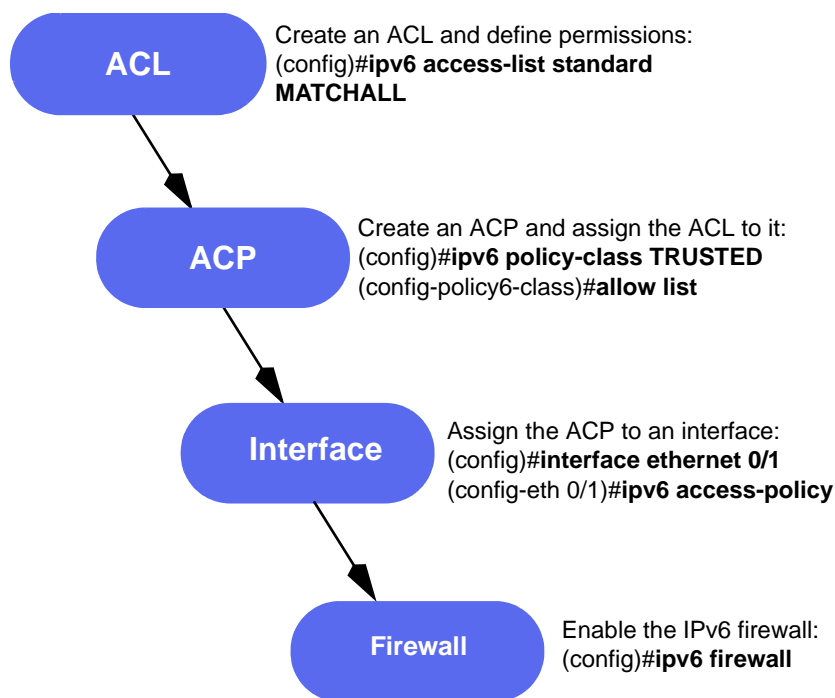 ACL
Create an ACL and define permissions:
(config)#ipv6 access-list standard
MATCHALL
ACP
Create an ACP and assign the ACL to it:
(config)#ipv6 policy-class TRUSTED
(config-policy6-class)#allow list
Interface
Assign the ACP to an interface:
(config)#interface ethernet 0/1
(config-eth 0/1)#ipv6 access-policy
Firewall
Enable the IPv6 firewall:
(config)#ipv6 firewall